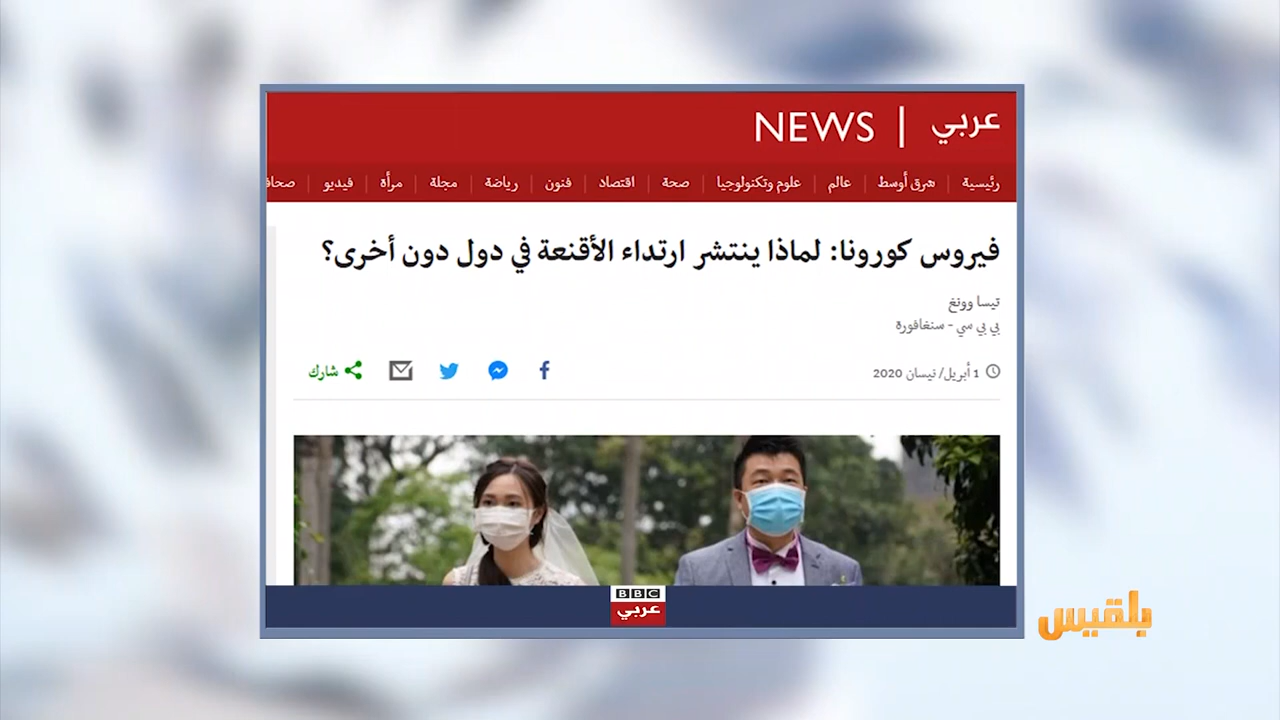 عربي | NEWS
رئيسية | شرق أوسط | عالم | علوم وتكنولوجيا | صحة | اقتصاد | فنون | رياضة | مجلة | مرأة | فيديو
فيروس كورونا: لماذا ينتشر ارتداء الأقنعة في دول دون أخرى؟
تيسا وونغ
بي بي سي - سنغافورة
1 أبريل/ نيسان 2020
شارك
BBC
عربي
بلقيس